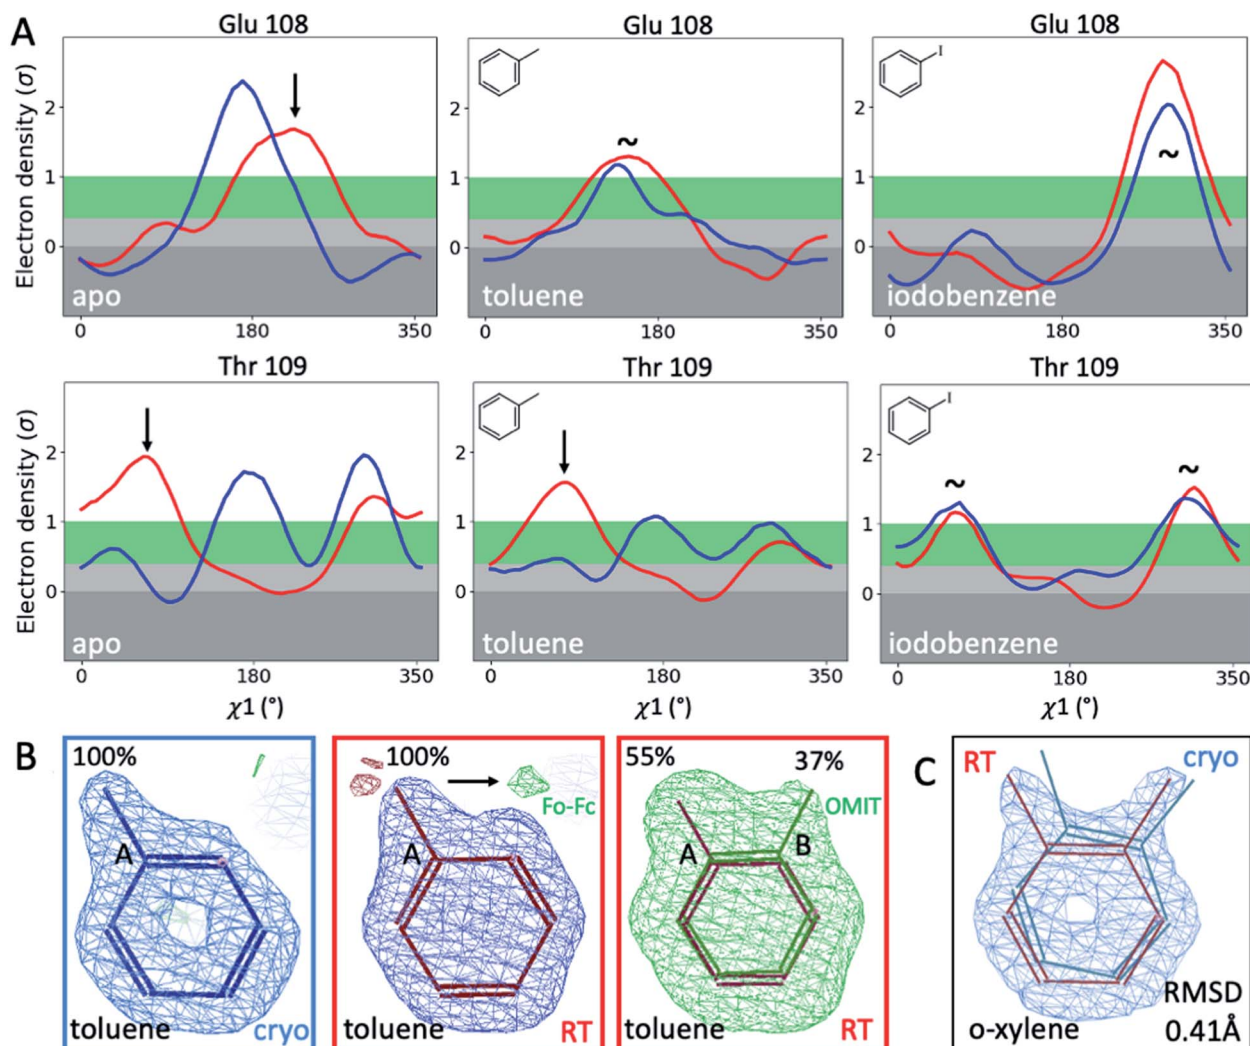 A
Glu 108
Glu 108
Glu 108
Electron density (σ)
2
1
0
apo
0
180
350
2
1
0
~
toluene
0
180
350
I
2
1
0
~
iodobenzene
0
180
350
Thr 109
Thr 109
Thr 109
Electron density (σ)
2
1
0
apo
0
180
350
χ1 (°)
2
1
0
toluene
0
180
350
χ1 (°)
I
2
1
0
~
~
iodobenzene
0
180
350
χ1 (°)
B
100%
A
toluene
cryo
100%
Fo-Fc
A
toluene
RT
55%
37%
OMIT
A
B
toluene
RT
C
RT
cryo
RMSD
o-xylene
0.41Å